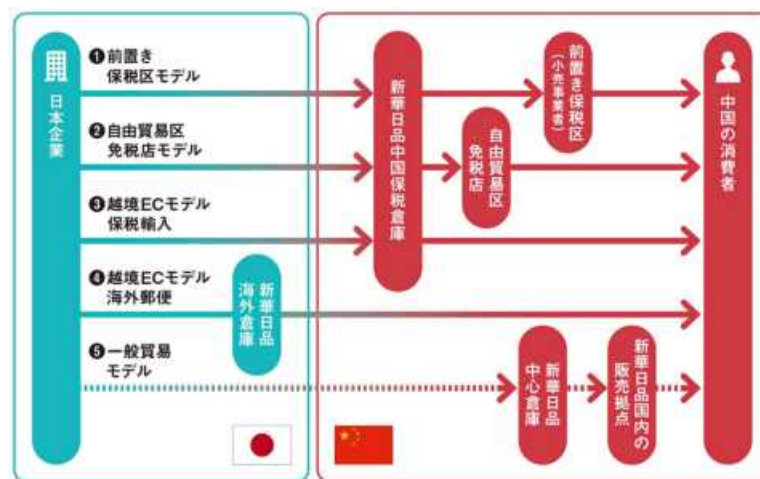 日本企業
❶前置き
保税区モデル
❷自由貿易区
免税店モデル
❸越境ECモデル
保税輸入
❹越境ECモデル
海外郵便
❺一般貿易
モデル
新華日品
海外倉庫
新華日品中国保税倉庫
前置き保税区
(小売事業者)
自由貿易区
免税店
新華日品
中心倉庫
新華日品国内の
販売拠点
中国の消費者